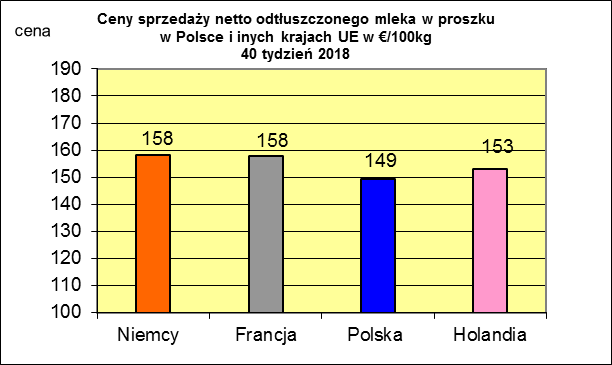 Ceny sprzedaży netto odtłuszczonego mleka w proszku
w Polsce i inych krajach UE w €/100kg
40 tydzień 2018
cena
190
180
170
160
150
140
130
120
110
100
158
158
149
153
Niemcy
Francja
Polska
Holandia